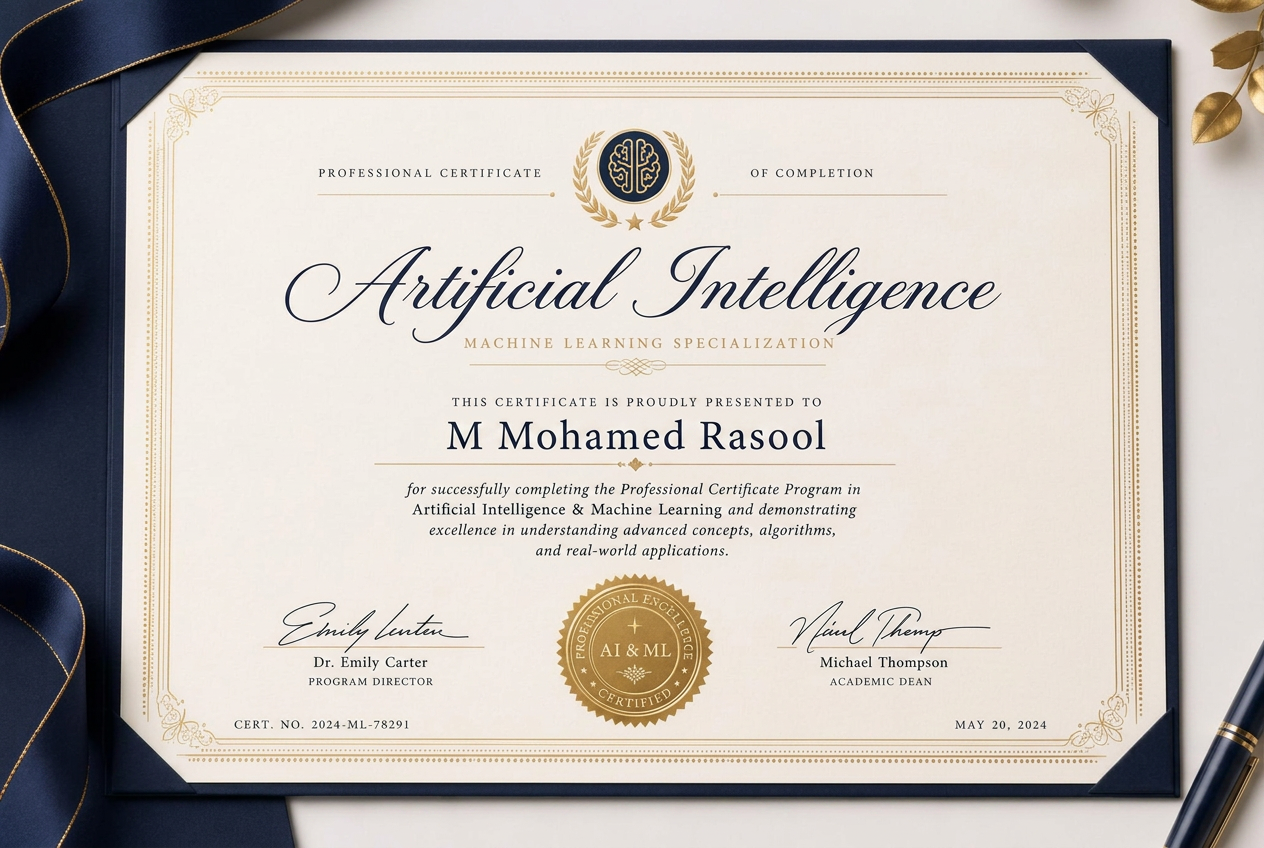 PROFESSIONAL CERTIFICATE OF COMPLETION
Artificial Intelligence
MACHINE LEARNING SPECIALIZATION
THIS CERTIFICATE IS PROUDLY PRESENTED TO
M Mohamed Rasool
for successfully completing the Professional Certificate Program in
Artificial Intelligence & Machine Learning and demonstrating
excellence in understanding advanced concepts, algorithms,
and real-world applications.
Emily
Dr. Emily Carter
PROGRAM DIRECTOR
PROFESSIONAL EXCELLENCE
AI & ML
CERTIFIED
Michael Thompson
ACADEMIC DEAN
CERT. NO. 2024-ML-78291
MAY 20, 2024